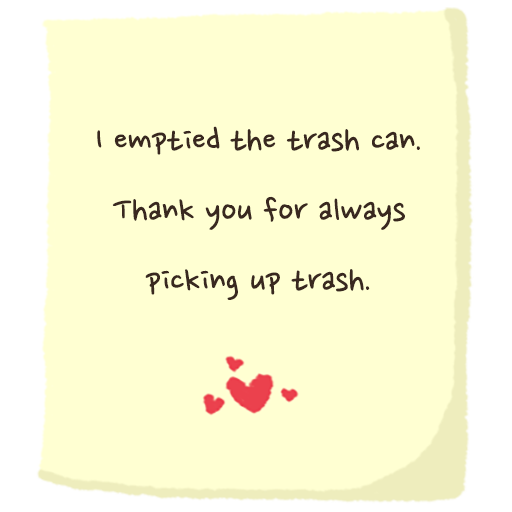 I emptied the trash can.
Thank you for always
picking up trash.